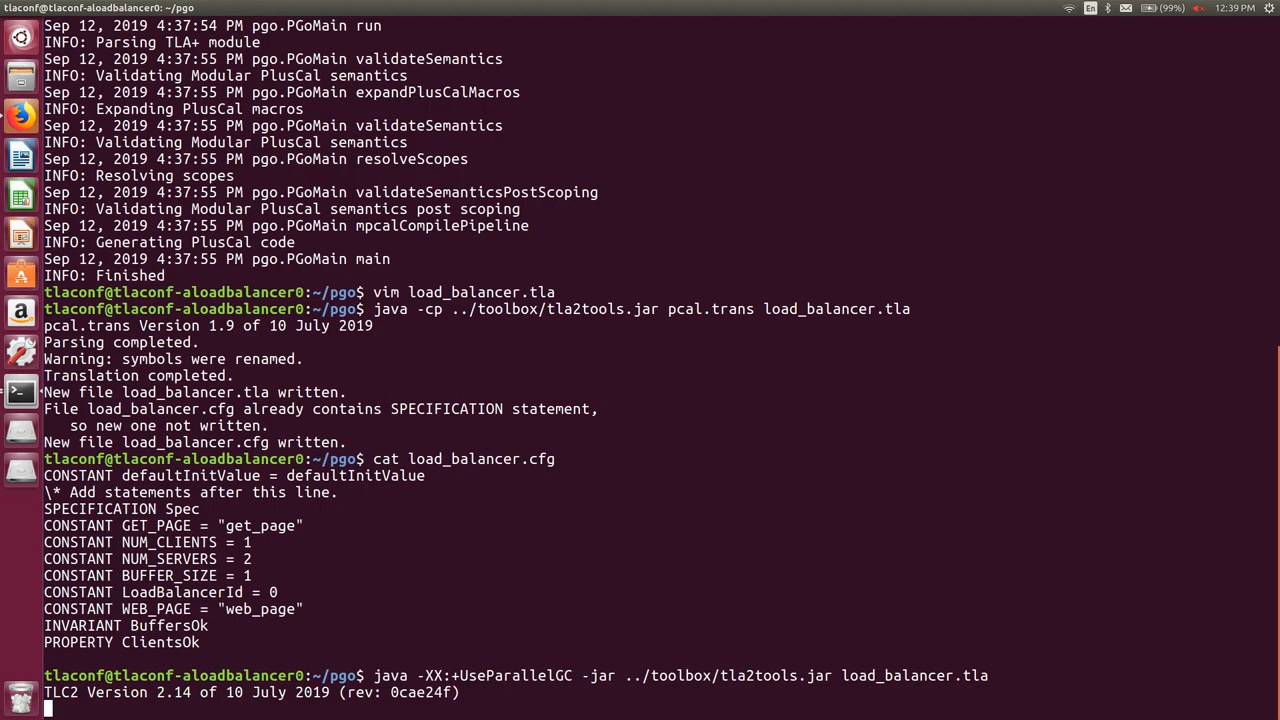 tlaconf@tlaconf-aloadbalancer0: ~/pgo
En
(99%)
12:39 PM
Sep 12, 2019 4:37:54 PM pgo.PGoMain run
INFO: Parsing TLA+ module
Sep 12, 2019 4:37:55 PM pgo.PGoMain validateSemantics
INFO: Validating Modular PlusCal semantics
Sep 12, 2019 4:37:55 PM pgo.PGoMain expandPlusCalMacros
INFO: Expanding PlusCal macros
Sep 12, 2019 4:37:55 PM pgo.PGoMain validateSemantics
INFO: Validating Modular PlusCal semantics
Sep 12, 2019 4:37:55 PM pgo.PGoMain resolveScopes
INFO: Resolving scopes
Sep 12, 2019 4:37:55 PM pgo.PGoMain validateSemanticsPostScoping
INFO: Validating Modular PlusCal semantics post scoping
Sep 12, 2019 4:37:55 PM pgo.PGoMain mpcalCompilePipeline
INFO: Generating PlusCal code
Sep 12, 2019 4:37:55 PM pgo.PGoMain main
INFO: Finished
tlaconf@tlaconf-aloadbalancer0:~/pgo$ vim load_balancer.tla
tlaconf@tlaconf-aloadbalancer0:~/pgo$ java -cp ../toolbox/tla2tools.jar pcal.trans load_balancer.tla
pcal.trans Version 1.9 of 10 July 2019
Parsing completed.
Warning: symbols were renamed.
Translation completed.
New file load_balancer.tla written.
File load_balancer.cfg already contains SPECIFICATION statement,
   so new one not written.
New file load_balancer.cfg written.
tlaconf@tlaconf-aloadbalancer0:~/pgo$ cat load_balancer.cfg
CONSTANT defaultInitValue = defaultInitValue
\* Add statements after this line.
SPECIFICATION Spec
CONSTANT GET_PAGE = "get_page"
CONSTANT NUM_CLIENTS = 1
CONSTANT NUM_SERVERS = 2
CONSTANT BUFFER_SIZE = 1
CONSTANT LoadBalancerId = 0
CONSTANT WEB_PAGE = "web_page"
INVARIANT BuffersOk
PROPERTY ClientsOk
tlaconf@tlaconf-aloadbalancer0:~/pgo$ java -XX:+UseParallelGC -jar ../toolbox/tla2tools.jar load_balancer.tla
TLC2 Version 2.14 of 10 July 2019 (rev: 0cae24f)